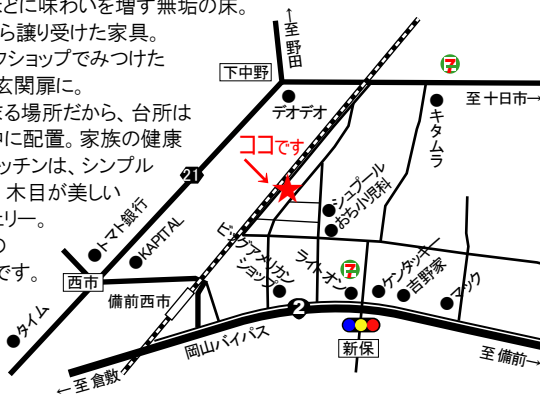 ほどに味わいを増す無垢の床。
ら譲り受けた家具。
クショップでみつけた
玄関扉に。
まる場所だから、台所は
中に配置。家族の健康
ッチンは、シンプル
木目が美しい
リー。
の
です。
←至野田
下中野
デオデオ
7
至十日市→
キタムラ
ココです
21
シュプール
おち小児科
トマト銀行
KAPITAL
西市
備前西市
タイム
ビッグアメリカン
ショップ
ライトオン
7
ケンタッキー
吉野家
マック
2
岡山バイパス
新保
至備前→
←至倉敷